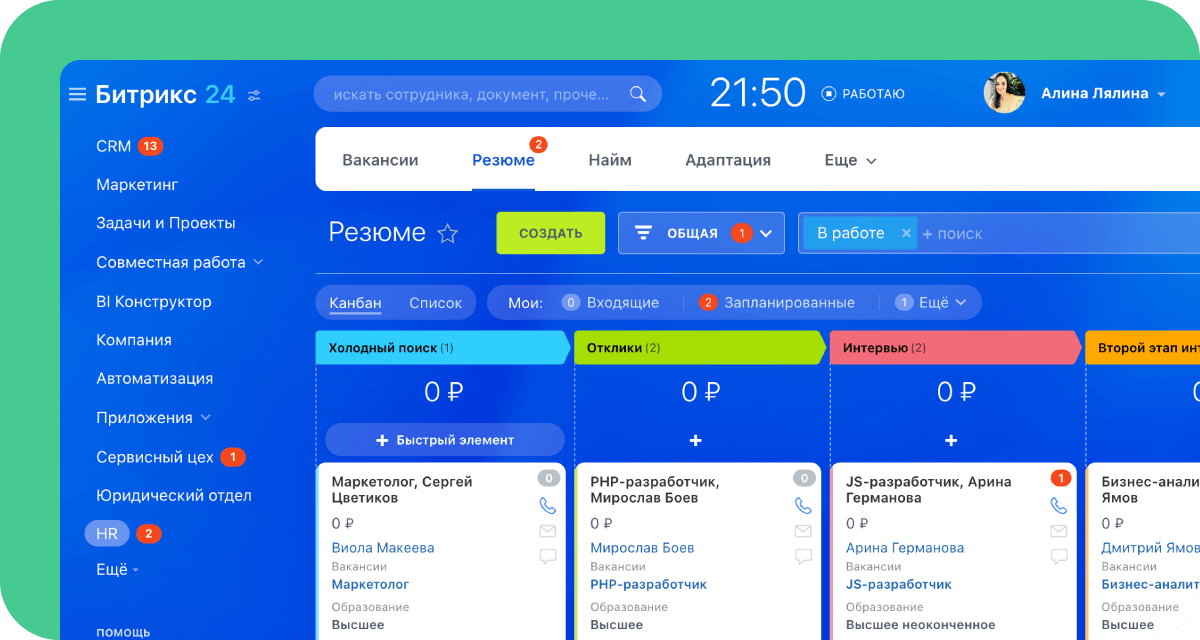 Битрикс 24
искать сотрудника, документ, проче...
21:50
РАБОТАЮ
Алина Лялина
CRM 13
Маркетинг
Задачи и Проекты
Совместная работа
BI Конструктор
Компания
Автоматизация
Приложения
Сервисный цех 1
Юридический отдел
HR 2
Ещё
ПОМОЩЬ
Вакансии
Резюме 2
Найм
Адаптация
Еще
Резюме
СОЗДАТЬ
ОБЩАЯ 1
В работе ×
+ поиск
Канбан
Список
Мои:
0 Входящие
2 Запланированные
1 Ещё
Холодный поиск (1)
0 ₽
+ Быстрый элемент
Маркетолог, Сергей
Цветиков
0
0 ₽
Виола Макеева
Вакансии
Маркетолог
Образование
Высшее
Отклики (2)
0 ₽
+
PHP-разработчик,
Мирослав Боев
0
0 ₽
Мирослав Боев
Вакансии
PHP-разработчик
Образование
Высшее
Интервью (2)
0 ₽
+
JS-разработчик, Арина
Германова
1
0 ₽
Арина Германова
Вакансии
JS-разработчик
Образование
Высшее неоконченное
Второй этап инт
0
Бизнес-анали
Ямов
0 ₽
Дмитрий Ямов
Вакансии
Бизнес-аналит
Образование
Высшее